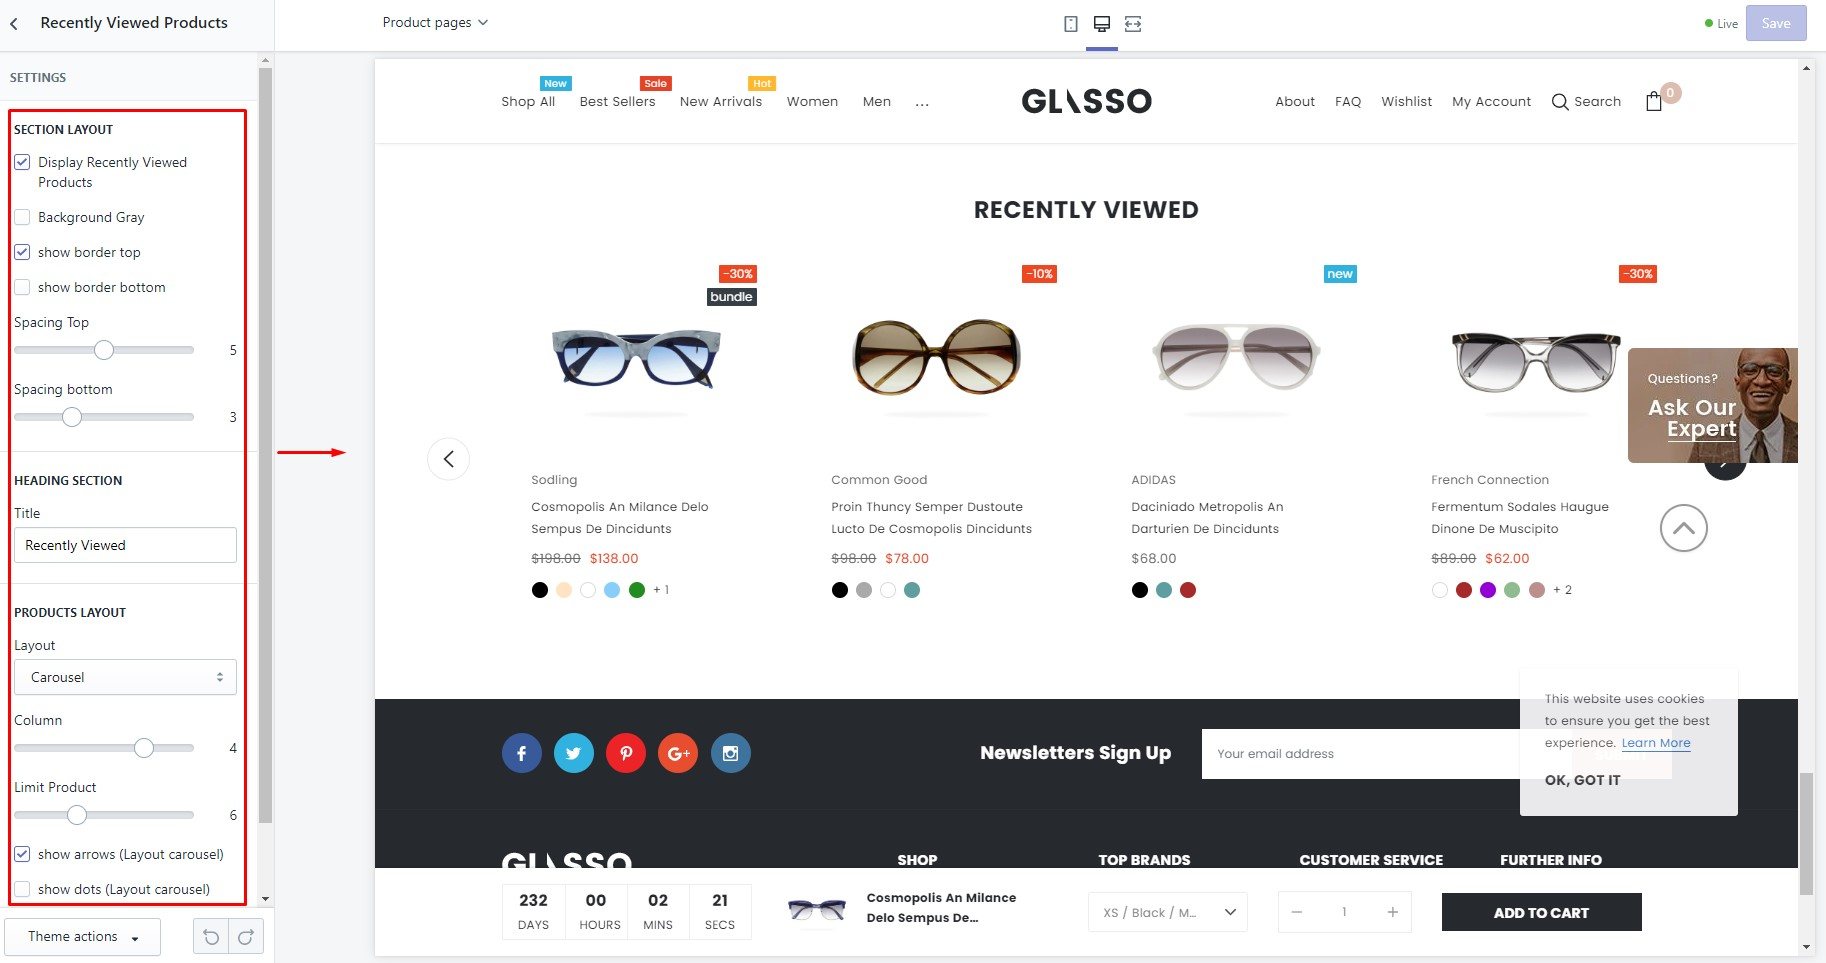 Recently Viewed Products
Product pages
Live
Save
SETTINGS
SECTION LAYOUT
Display Recently Viewed
Products
Background Gray
show border top
show border bottom
Spacing Top
5
Spacing bottom
3
HEADING SECTION
Title
Recently Viewed
PRODUCTS LAYOUT
Layout
Carousel
Column
4
Limit Product
6
show arrows (Layout carousel)
show dots (Layout carousel)
Theme actions
New
Sale
Hot
Shop All
Best Sellers
New Arrivals
Women
Men
...
GLASSO
About
FAQ
Wishlist
My Account
Search
0
RECENTLY VIEWED
-30%
bundle
-10%
new
-30%
Questions?
Ask Our
Expert
Sodling
Cosmopolis An Milance Delo
Sempus De Dincidunts
$198.00 $138.00
+ 1
Common Good
Proin Thuncy Semper Dustoute
Lucto De Cosmopolis Dincidunts
$98.00 $78.00
ADIDAS
Daciniado Metropolis An
Darturien De Dincidunts
$68.00
French Connection
Fermentum Sodales Haugue
Dinone De Muscipito
$89.00 $62.00
+ 2
Newsletters Sign Up
Your email address
This website uses cookies
to ensure you get the best
experience. Learn More
OK, GOT IT
GLASSO
SHOP
TOP BRANDS
CUSTOMER SERVICE
FURTHER INFO
232
DAYS
00
HOURS
02
MINS
21
SECS
Cosmopolis An Milance
Delo Sempus De...
XS / Black / M...
1
ADD TO CART